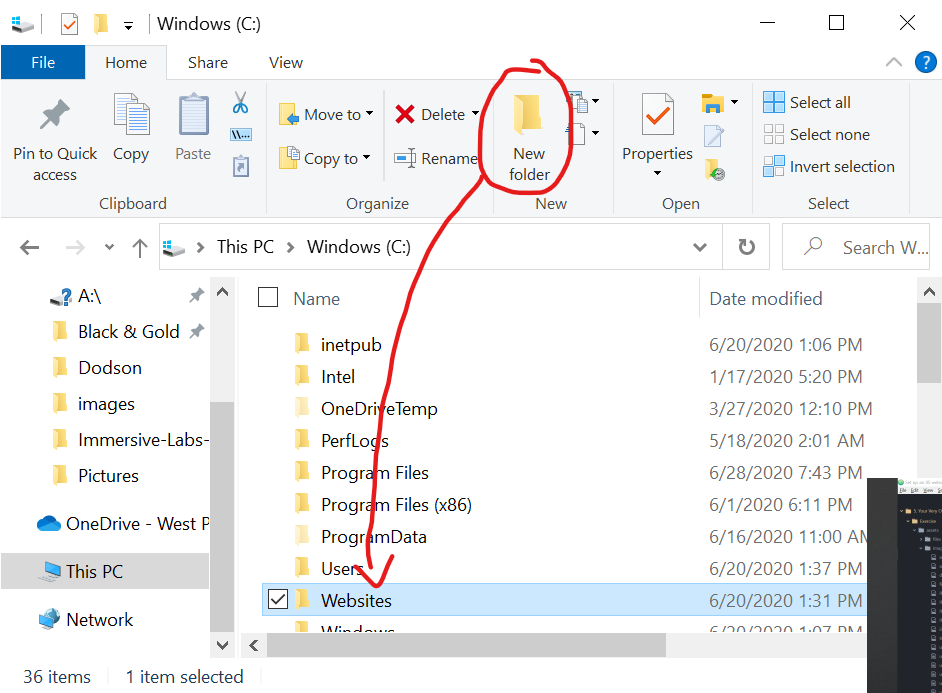 Windows (C:)
File Home Share View
Pin to Quick access
Copy
Paste
Move to
Copy to
Delete
Rename
New folder
Properties
Select all
Select none
Invert selection
Clipboard Organize New Open Select
This PC > Windows (C:)
Search W...
Name Date modified
A:\
Black & Gold
Dodson
images
Immersive-Labs-
Pictures
OneDrive - West P
This PC
Network
inetpub 6/20/2020 1:06 PM
Intel 1/17/2020 5:20 PM
OneDriveTemp 3/27/2020 12:10 PM
PerfLogs 5/18/2020 2:01 AM
Program Files 6/28/2020 7:43 PM
Program Files (x86) 6/1/2020 6:11 PM
ProgramData 6/16/2020 11:00 AM
Users 6/20/2020 1:37 PM
Websites 6/20/2020 1:31 PM
Windows 6/20/2020 1:07 PM
36 items 1 item selected